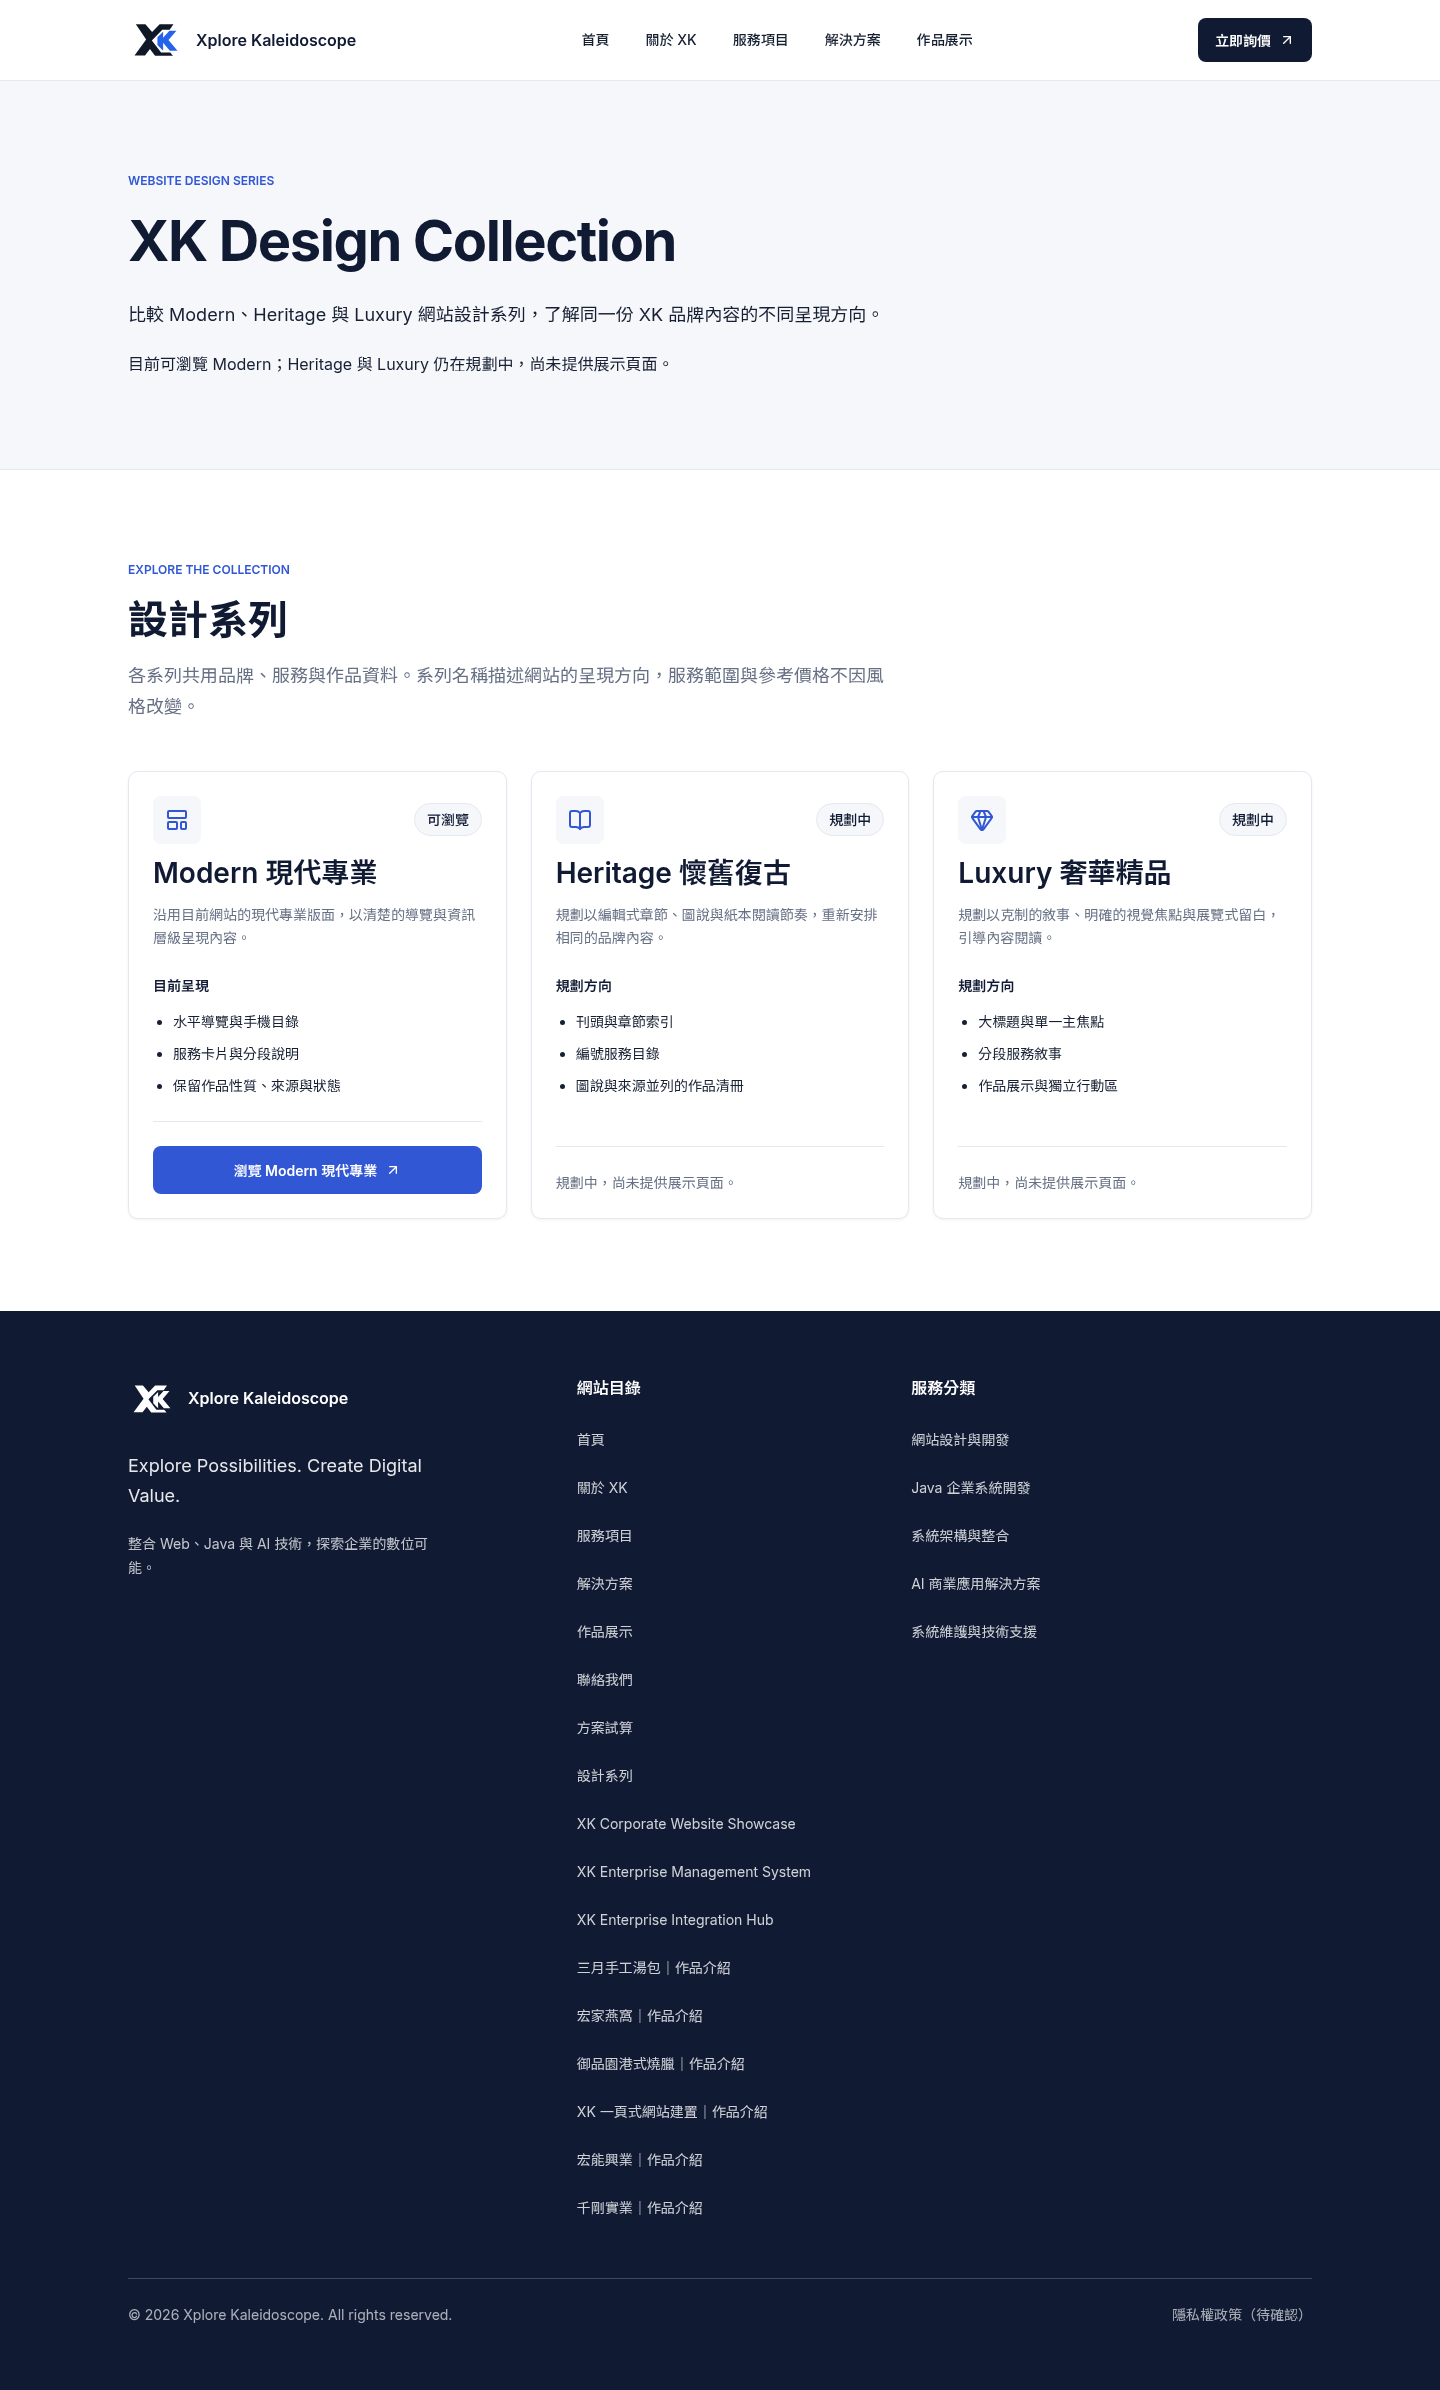 Xplore Kaleidoscope
首頁
關於 XK
服務項目
解決方案
作品展示
立即詢價
WEBSITE DESIGN SERIES
XK Design Collection
比較 Modern、Heritage 與 Luxury 網站設計系列，了解同一份 XK 品牌內容的不同呈現方向。
目前可瀏覽 Modern；Heritage 與 Luxury 仍在規劃中，尚未提供展示頁面。
EXPLORE THE COLLECTION
設計系列
各系列共用品牌、服務與作品資料。系列名稱描述網站的呈現方向，服務範圍與參考價格不因風
格改變。
可瀏覽
Modern 現代專業
沿用目前網站的現代專業版面，以清楚的導覽與資訊
層級呈現內容。
目前呈現
水平導覽與手機目錄
服務卡片與分段說明
保留作品性質、來源與狀態
瀏覽 Modern 現代專業
規劃中
Heritage 懷舊復古
規劃以編輯式章節、圖說與紙本閱讀節奏，重新安排
相同的品牌內容。
規劃方向
刊頭與章節索引
編號服務目錄
圖說與來源並列的作品清冊
規劃中，尚未提供展示頁面。
規劃中
Luxury 奢華精品
規劃以克制的敘事、明確的視覺焦點與展覽式留白，
引導內容閱讀。
規劃方向
大標題與單一主焦點
分段服務敘事
作品展示與獨立行動區
規劃中，尚未提供展示頁面。
Xplore Kaleidoscope
Explore Possibilities. Create Digital
Value.
整合 Web、Java 與 AI 技術，探索企業的數位可
能。
網站目錄
首頁
關於 XK
服務項目
解決方案
作品展示
聯絡我們
方案試算
設計系列
XK Corporate Website Showcase
XK Enterprise Management System
XK Enterprise Integration Hub
三月手工湯包｜作品介紹
宏家燕窩｜作品介紹
御品園港式燒臘｜作品介紹
XK 一頁式網站建置｜作品介紹
宏能興業｜作品介紹
千剛實業｜作品介紹
服務分類
網站設計與開發
Java 企業系統開發
系統架構與整合
AI 商業應用解決方案
系統維護與技術支援
© 2026 Xplore Kaleidoscope. All rights reserved.
隱私權政策（待確認）